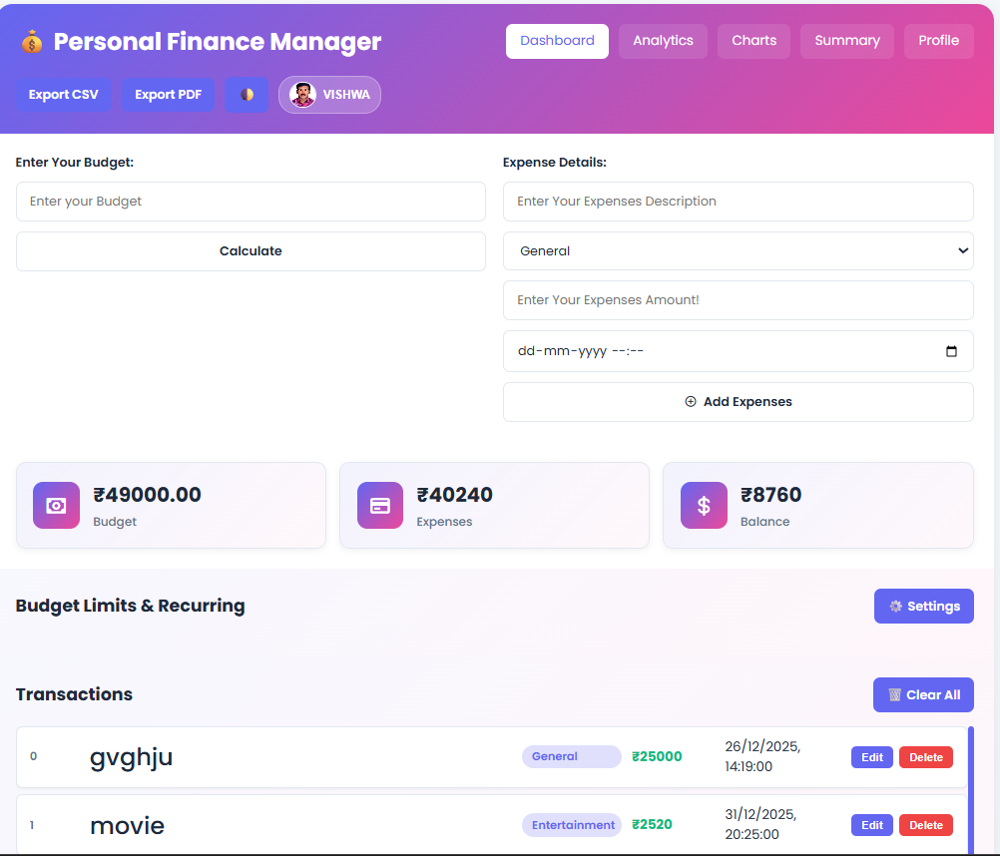 Personal Finance Manager
Dashboard
Analytics
Charts
Summary
Profile
Export CSV
Export PDF
VISHWA
Enter Your Budget:
Enter your Budget
Calculate
Expense Details:
Enter Your Expenses Description
General
Enter Your Expenses Amount!
dd-mm-yyyy --:--
Add Expenses
₹49000.00
Budget
₹40240
Expenses
₹8760
Balance
Budget Limits & Recurring
Settings
Transactions
Clear All
0
gvghju
General
₹25000
26/12/2025,
14:19:00
Edit
Delete
1
movie
Entertainment
₹2520
31/12/2025,
20:25:00
Edit
Delete